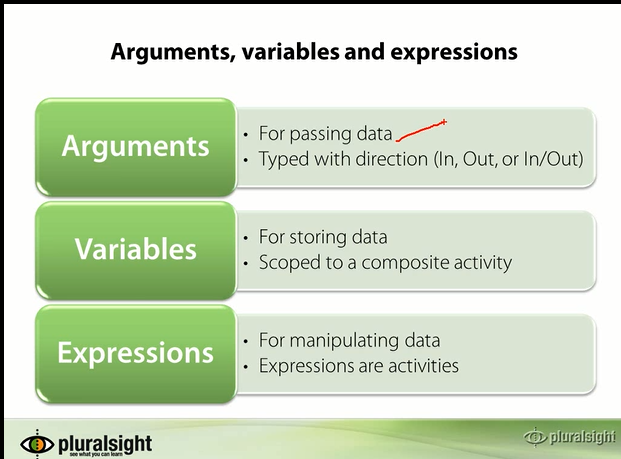 Arguments, variables and expressions
Arguments
• For passing data
• Typed with direction (In, Out, or In/Out)
Variables
• For storing data
• Scoped to a composite activity
Expressions
• For manipulating data
• Expressions are activities
pluralsight
see what you can learn
pluralsight